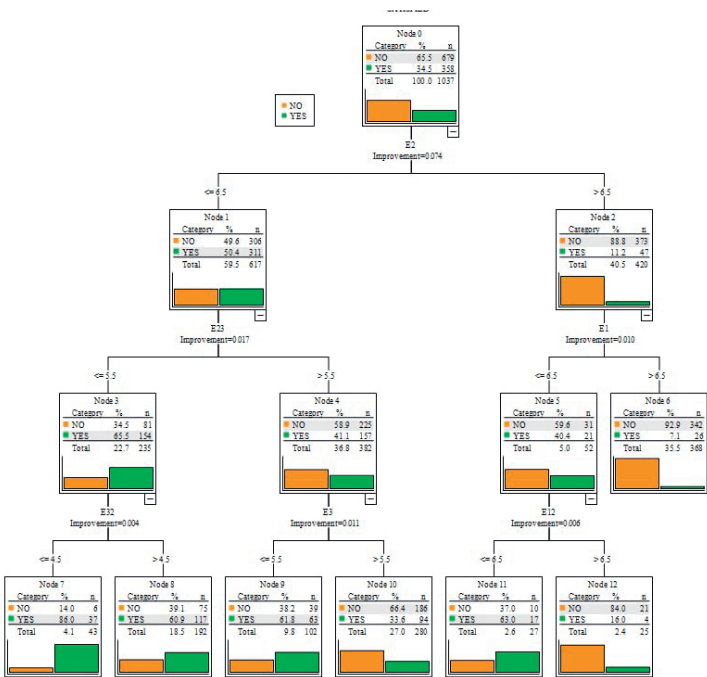 Node 0
Category % n
NO 65.5 679
YES 34.5 358
Total 100.0 1037
NO
YES
E2
Improvement=0.074
<= 6.5
> 6.5
Node 1
Category % n
NO 49.6 306
YES 50.4 311
Total 59.5 617
Node 2
Category % n
NO 88.8 373
YES 11.2 47
Total 40.5 420
E23
Improvement=0.017
E1
Improvement=0.010
<= 5.5
> 5.5
<= 6.5
> 6.5
Node 3
Category % n
NO 34.5 81
YES 65.5 154
Total 22.7 235
Node 4
Category % n
NO 58.9 225
YES 41.1 157
Total 36.8 382
Node 5
Category % n
NO 59.6 31
YES 40.4 21
Total 5.0 52
Node 6
Category % n
NO 92.9 342
YES 7.1 26
Total 35.5 368
E32
Improvement=0.004
E3
Improvement=0.011
E12
Improvement=0.006
<= 4.5
> 4.5
<= 5.5
> 5.5
<= 6.5
> 6.5
Node 7
Category % n
NO 14.0 6
YES 86.0 37
Total 4.1 43
Node 8
Category % n
NO 39.1 75
YES 60.9 117
Total 18.5 192
Node 9
Category % n
NO 38.2 39
YES 61.8 63
Total 9.8 102
Node 10
Category % n
NO 66.4 186
YES 33.6 94
Total 27.0 280
Node 11
Category % n
NO 37.0 10
YES 63.0 17
Total 2.6 27
Node 12
Category % n
NO 84.0 21
YES 16.0 4
Total 2.4 25